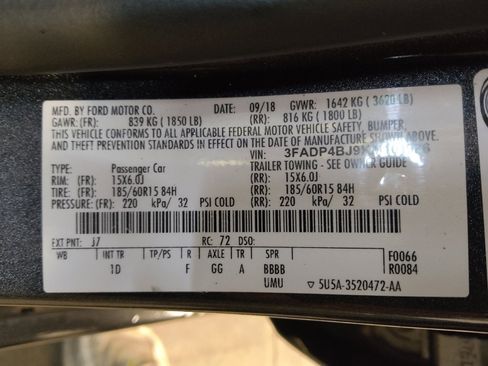 MFD. BY FORD MOTOR CO. DATE: 09/18 GVWR: 1642 KG ( 3620 LB)
GAWR: (FR): 839 KG ( 1850 LB) (RR): 816 KG ( 1800 LB)
THIS VEHICLE CONFORMS TO ALL APPLICABLE FEDERAL MOTOR VEHICLE SAFETY, BUMPER,
AND THEFT PREVENTION STANDARDS IN EFFECT ON THE DATE OF MANUFACTURE SHOWN ABOVE.
VIN:
TYPE: Passenger Car TRAILER TOWING - SEE OWNER GUIDE
RIM: (FR): 15X6.0J (RR): 15X6.0J
TIRE: (FR): 185/60R15 84H (RR): 185/60R15 84H
PRESSURE: (FR): 220 kPa/ 32 PSI COLD (RR): 220 kPa/ 32 PSI COLD
EXT PNT: J7 RC: 72 DSO: F0066
WB INT TR TP/PS R AXLE TR SPR R0084
1D F GG A BBBB
UMU ▽ 5U5A-3520472-AA